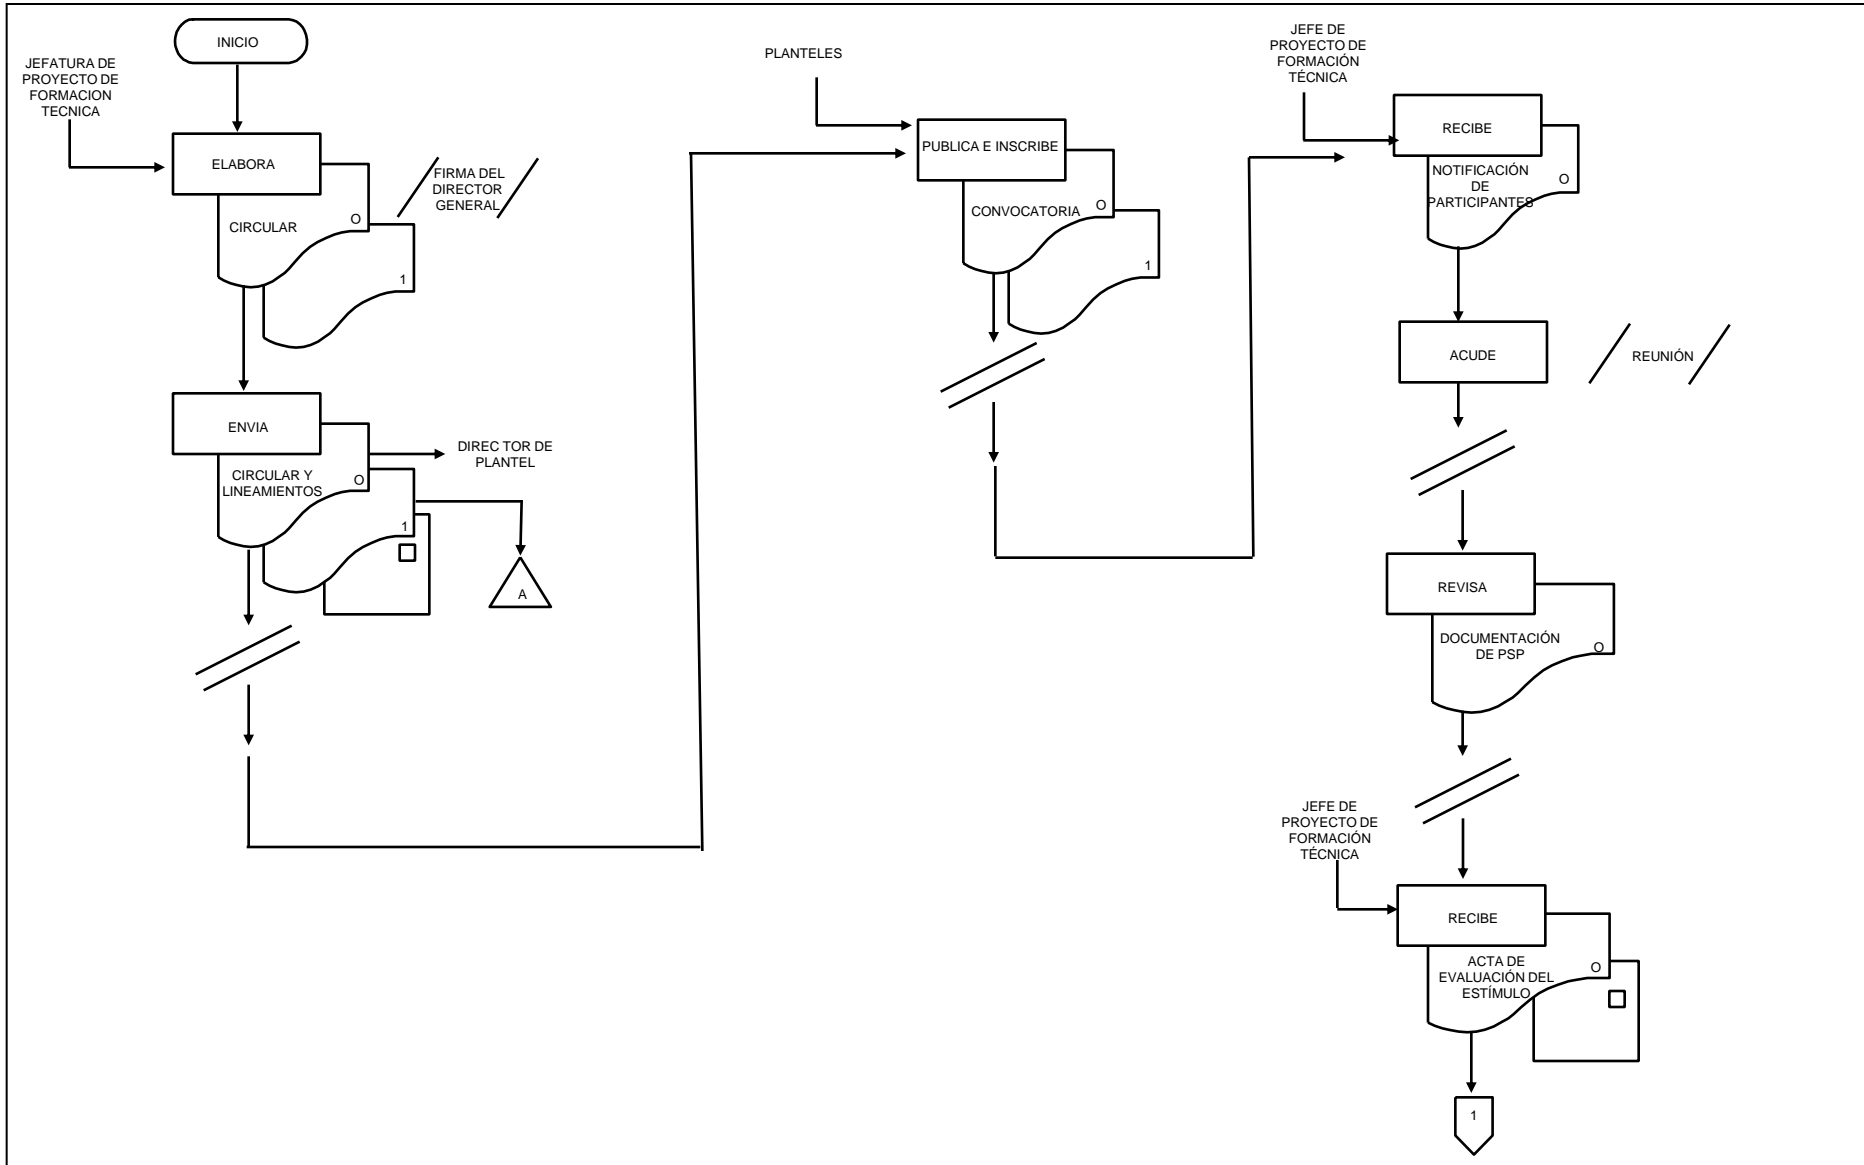 INICIO
JEFATURA DE
PROYECTO DE
FORMACION
TECNICA
ELABORA
CIRCULAR
O
1
FIRMA DEL
DIRECTOR
GENERAL
ENVIA
CIRCULAR Y
LINEAMIENTOS
O
1
DIREC TOR DE
PLANTEL
A
PLANTELES
PUBLICA E INSCRIBE
CONVOCATORIA
O
1
JEFE DE
PROYECTO DE
FORMACIÓN
TÉCNICA
RECIBE
NOTIFICACIÓN
DE
PARTICIPANTES
O
ACUDE
REUNIÓN
REVISA
DOCUMENTACIÓN
DE PSP
O
JEFE DE
PROYECTO DE
FORMACIÓN
TÉCNICA
RECIBE
ACTA DE
EVALUACIÓN DEL
ESTÍMULO
O
1